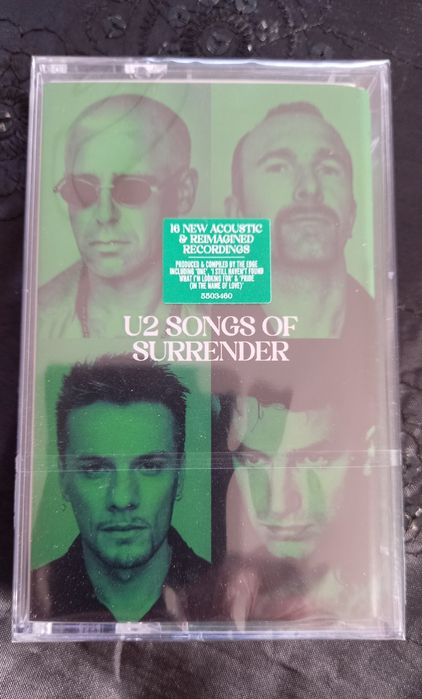 16 NEW ACOUSTIC
& REIMAGINED
RECORDINGS
PRODUCED & COMPILED BY THE EDGE
INCLUDING 'ONE', 'I STILL HAVEN'T FOUND
WHAT I'M LOOKING FOR' & 'PRIDE
(IN THE NAME OF LOVE)'
5503460
U2 SONGS OF
SURRENDER